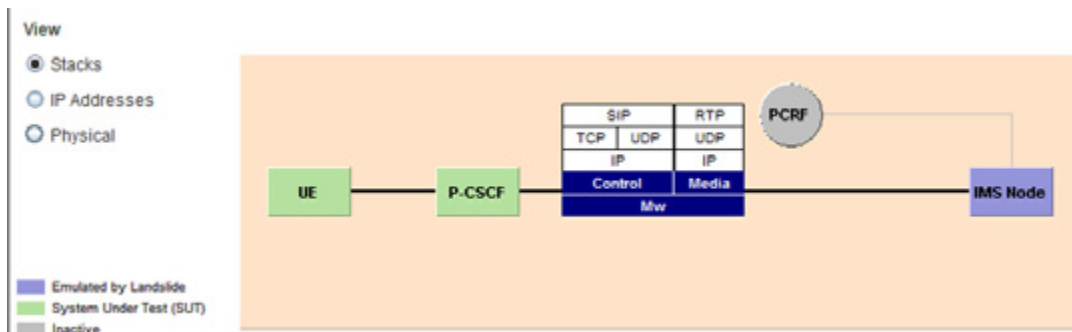 View
Stacks
IP Addresses
Physical
SIP RTP
TCP UDP UDP
IP IP
Control Media
Mw
PCRF
UE
P-CSCF
IMS Node
Emulated by Landslide
System Under Test (SUT)
Inactive